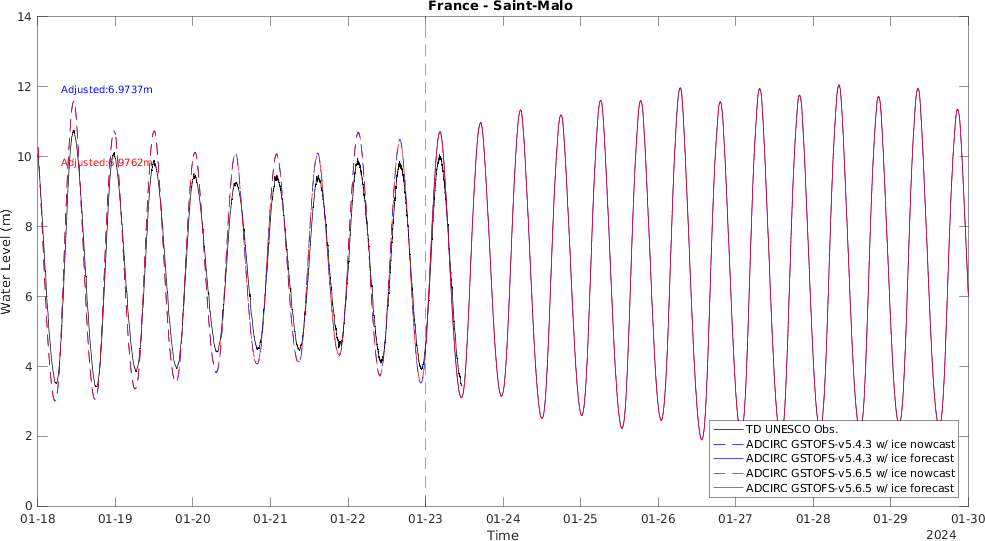 France - Saint-Malo
14
12
10
8
6
4
2
0
Water Level (m)
Adjusted:6.9737m
Adjusted:6.9762m
TD UNESCO Obs.
ADCIRC GSTOFS-v5.4.3 w/ ice nowcast
ADCIRC GSTOFS-v5.4.3 w/ ice forecast
ADCIRC GSTOFS-v5.6.5 w/ ice nowcast
ADCIRC GSTOFS-v5.6.5 w/ ice forecast
01-18 01-19 01-20 01-21 01-22 01-23 01-24 01-25 01-26 01-27 01-28 01-29 01-30
Time
2024